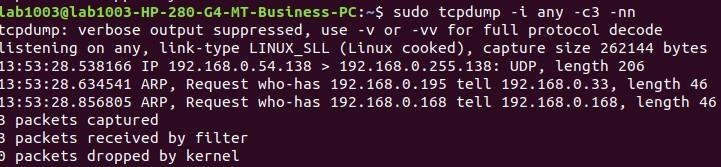 lab1003@lab1003-HP-280-G4-MT-Business-PC:~$ sudo tcpdump -i any -c3 -nn
tcpdump: verbose output suppressed, use -v or -vv for full protocol decode
listening on any, link-type LINUX_SLL (Linux cooked), capture size 262144 bytes
13:53:28.538166 IP 192.168.0.54.138 > 192.168.0.255.138: UDP, length 206
13:53:28.634541 ARP, Request who-has 192.168.0.195 tell 192.168.0.33, length 46
13:53:28.856805 ARP, Request who-has 192.168.0.168 tell 192.168.0.168, length 46
3 packets captured
3 packets received by filter
0 packets dropped by kernel